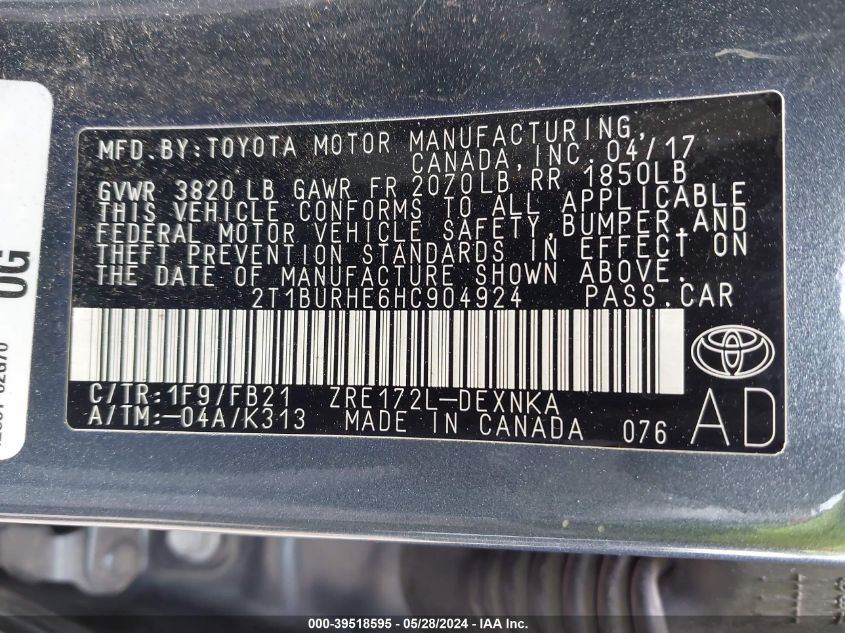 MFD.BY:TOYOTA MOTOR MANUFACTURING,
CANADA, INC. 04/17
GVWR 3820 LB GAWR FR 2070LB RR 1850LB
THIS VEHICLE CONFORMS TO ALL APPLICABLE
FEDERAL MOTOR VEHICLE SAFETY,BUMPER,AND
THEFT PREVENTION STANDARDS IN EFFECT ON
THE DATE OF MANUFACTURE SHOWN ABOVE.
2T1BURHE6HC904924 PASS.CAR
C/TR:1F9/FB21 ZRE172L-DEXNKA
A/TM:-04A/K313 MADE IN CANADA 076
AD
0G
000-39518595 - 05/28/2024 - IAA Inc.